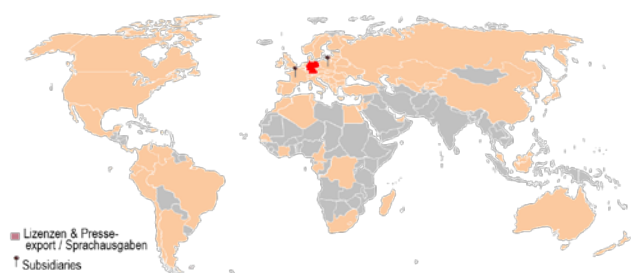 Lizenzen & Presse-
export / Sprachausgaben
Subsidiaries